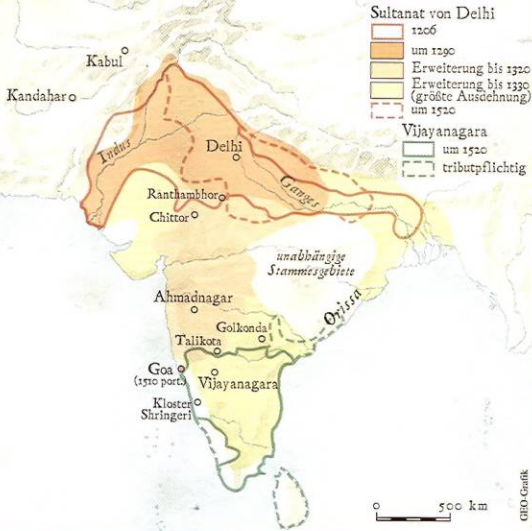 Sultanat von Delhi
1206
um 1290
Erweiterung bis 1320
Erweiterung bis 1330
(größte Ausdehnung)
um 1520
Vijayanagara
um 1520
tributpflichtig
Kabul
Kandahar
Indus
Delhi
Ranthambhor
Ganges
Chittor
unabhängige
Stammesgebiete
Ahmadnagar
Orissa
Golkonda
Talikota
Goa
(1510 port.)
Vijayanagara
Kloster
Shringeri
0 500 km
GEO-Grafik